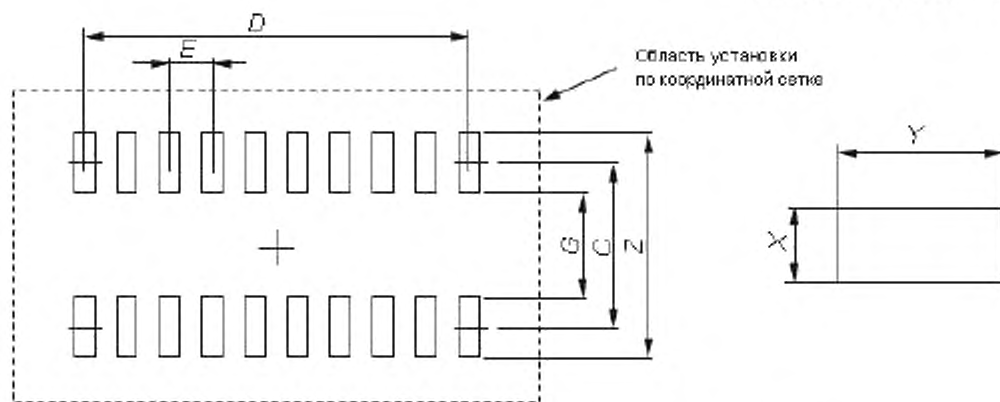 D
E
Область установки
по координатной сетке
Y
X
G
C
Z